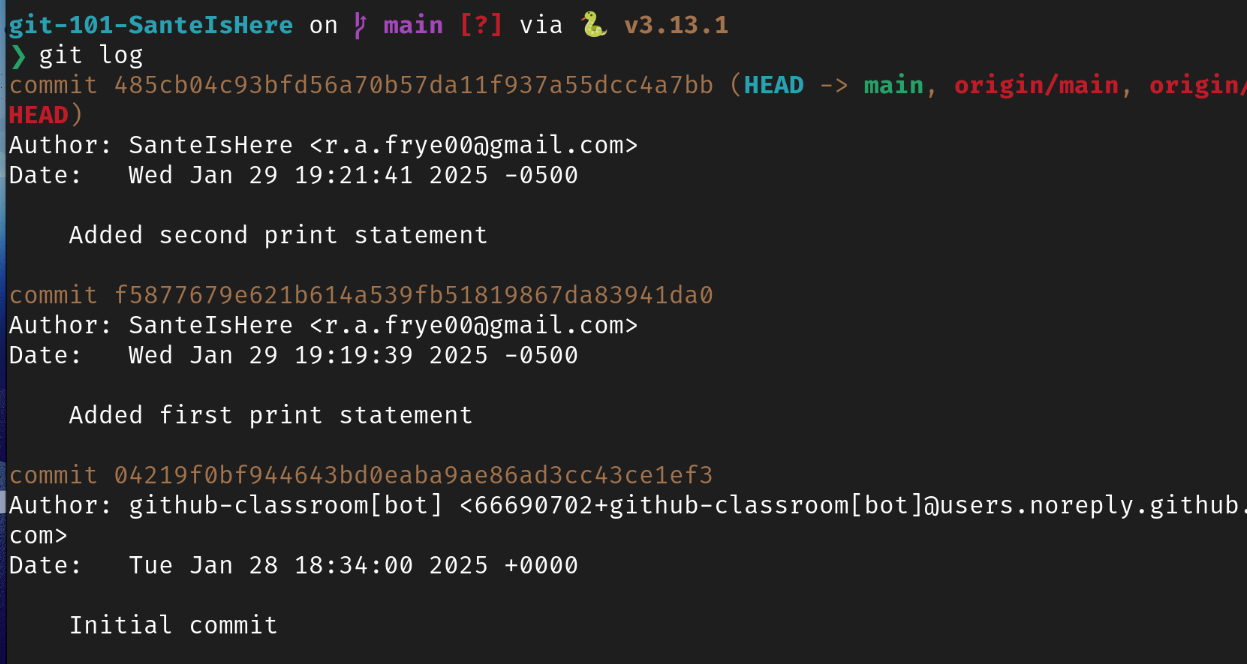 git-101-SanteIsHere on main [?] via 🐍 v3.13.1
❯ git log
commit 485cb04c93bfd56a70b57da11f937a55dcc4a7bb (HEAD -> main, origin/main, origin/
HEAD)
Author: SanteIsHere <r.a.frye00@gmail.com>
Date:   Wed Jan 29 19:21:41 2025 -0500
    Added second print statement
commit f5877679e621b614a539fb51819867da83941da0
Author: SanteIsHere <r.a.frye00@gmail.com>
Date:   Wed Jan 29 19:19:39 2025 -0500
    Added first print statement
commit 04219f0bf944643bd0eaba9ae86ad3cc43ce1ef3
Author: github-classroom[bot] <66690702+github-classroom[bot]@users.noreply.github.
com>
Date:   Tue Jan 28 18:34:00 2025 +0000
    Initial commit